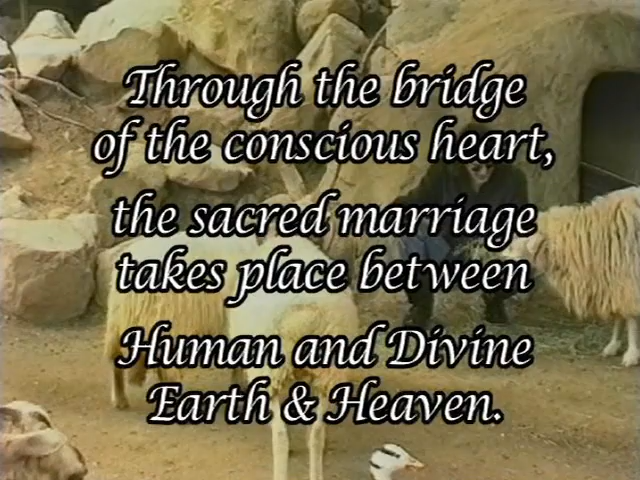 Through the bridge
of the conscious heart,
the sacred marriage
takes place between
Human and Divine
Earth & Heaven.